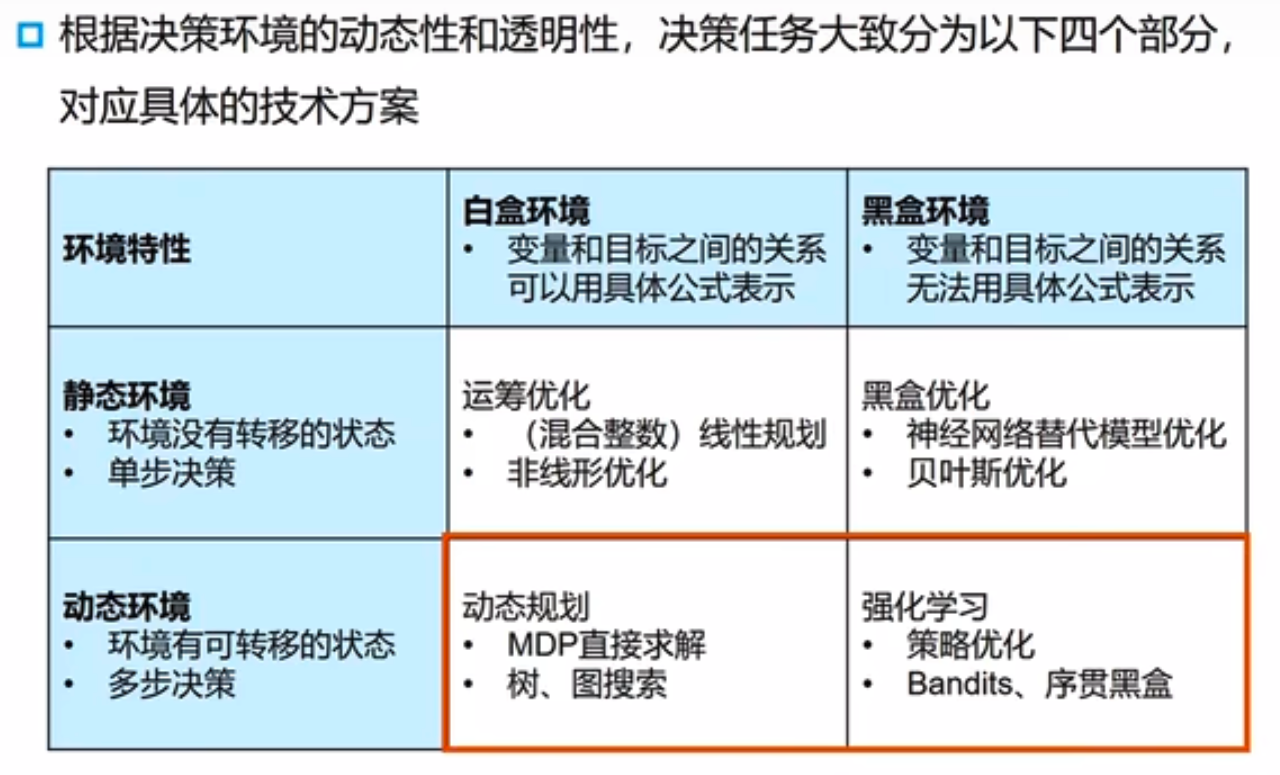 根据决策环境的动态性和透明性，决策任务大致分为以下四个部分，
对应具体的技术方案
环境特性
白盒环境
• 变量和目标之间的关系
可以用具体公式表示
黑盒环境
• 变量和目标之间的关系
无法用具体公式表示
静态环境
• 环境没有转移的状态
• 单步决策
运筹优化
• （混合整数）线性规划
• 非线形优化
黑盒优化
• 神经网络替代模型优化
• 贝叶斯优化
动态环境
• 环境有可转移的状态
• 多步决策
动态规划
• MDP直接求解
• 树、图搜索
强化学习
• 策略优化
• Bandits、序贯黑盒